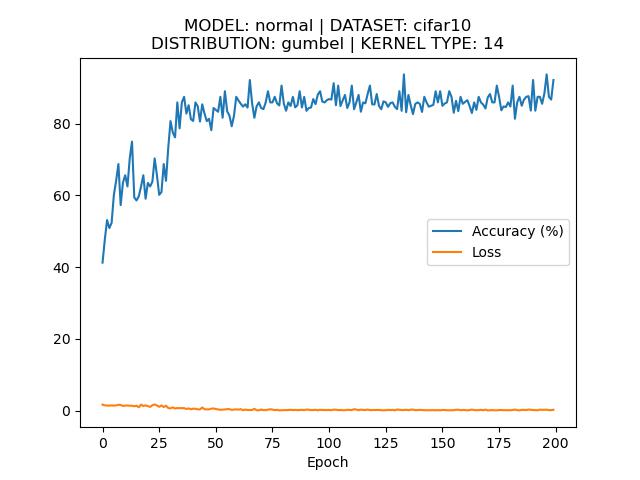 MODEL: normal | DATASET: cifar10
DISTRIBUTION: gumbel | KERNEL TYPE: 14
80
60
40
20
0
Accuracy (%)
Loss
0 25 50 75 100 125 150 175 200
Epoch